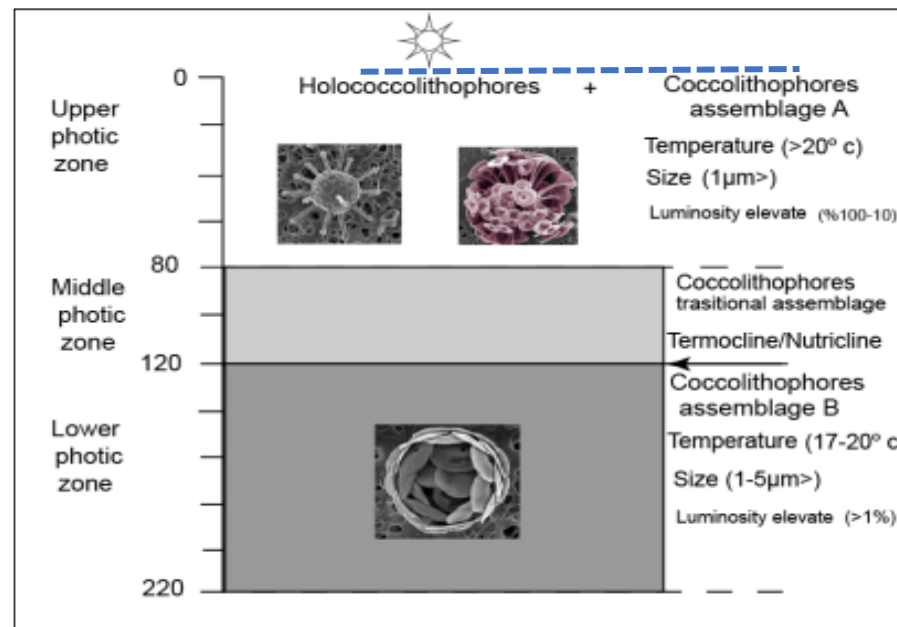 0
Holococcolithophores + Coccolithophores
assemblage A
Upper
photic
zone
Temperature (>20º c)
Size (1µm>)
Luminosity elevate (%100-10)
80
Middle
photic
zone
Coccolithophores
trasitional assemblage
Termocline/Nutricline
120
Coccolithophores
assemblage B
Lower
photic
zone
Temperature (17-20º c
Size (1-5µm>)
Luminosity elevate (>1%)
220